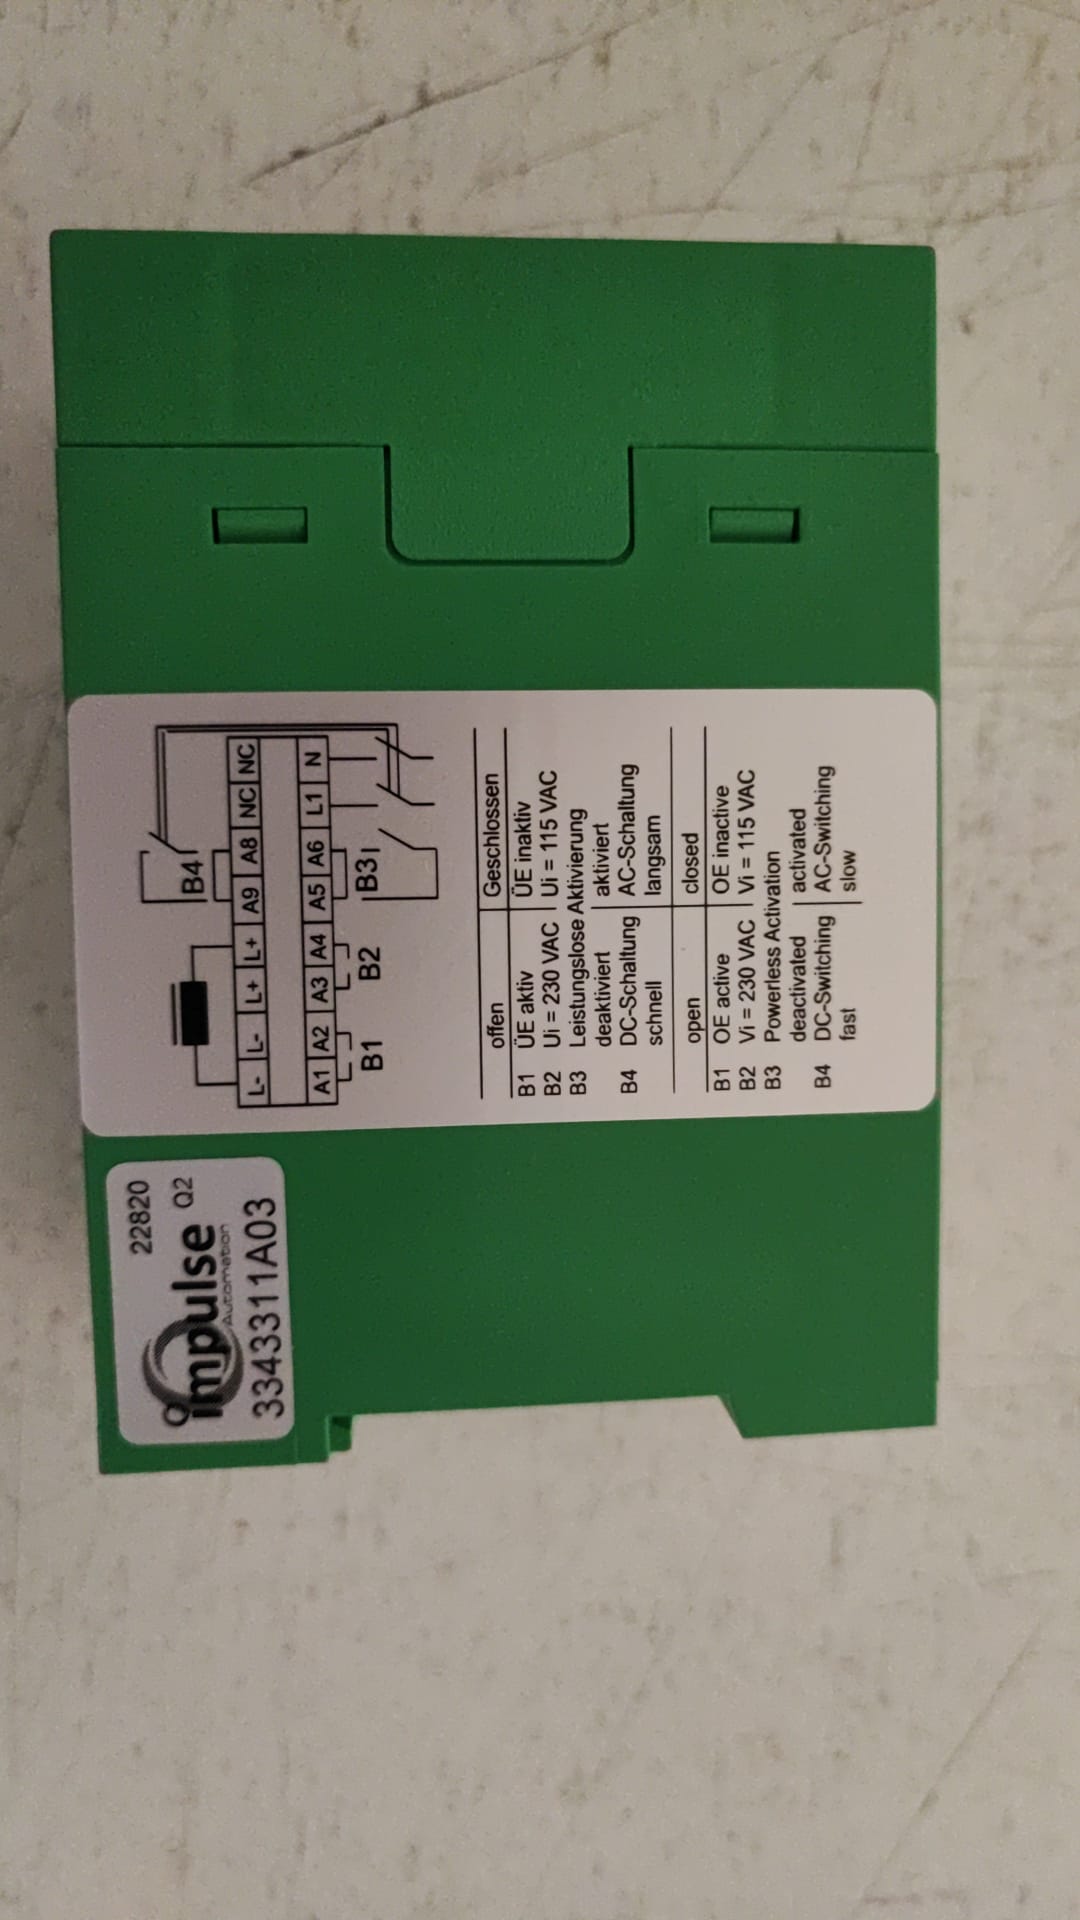 22820
impulse Q2
Automation
3343311A03
B4
L- L- L+ L+ A9 A8 NC NC
A1 A2 A3 A4 A5 A6 L1 N
B1 B2 B3
offen Geschlossen
B1 ÜE aktiv ÜE inaktiv
B2 Ui = 230 VAC Ui = 115 VAC
B3 Leistungslose Aktivierung
deaktiviert aktiviert
B4 DC-Schaltung AC-Schaltung
schnell langsam
open closed
B1 OE active OE inactive
B2 Vi = 230 VAC Vi = 115 VAC
B3 Powerless Activation
deactivated activated
B4 DC-Switching AC-Switching
fast slow